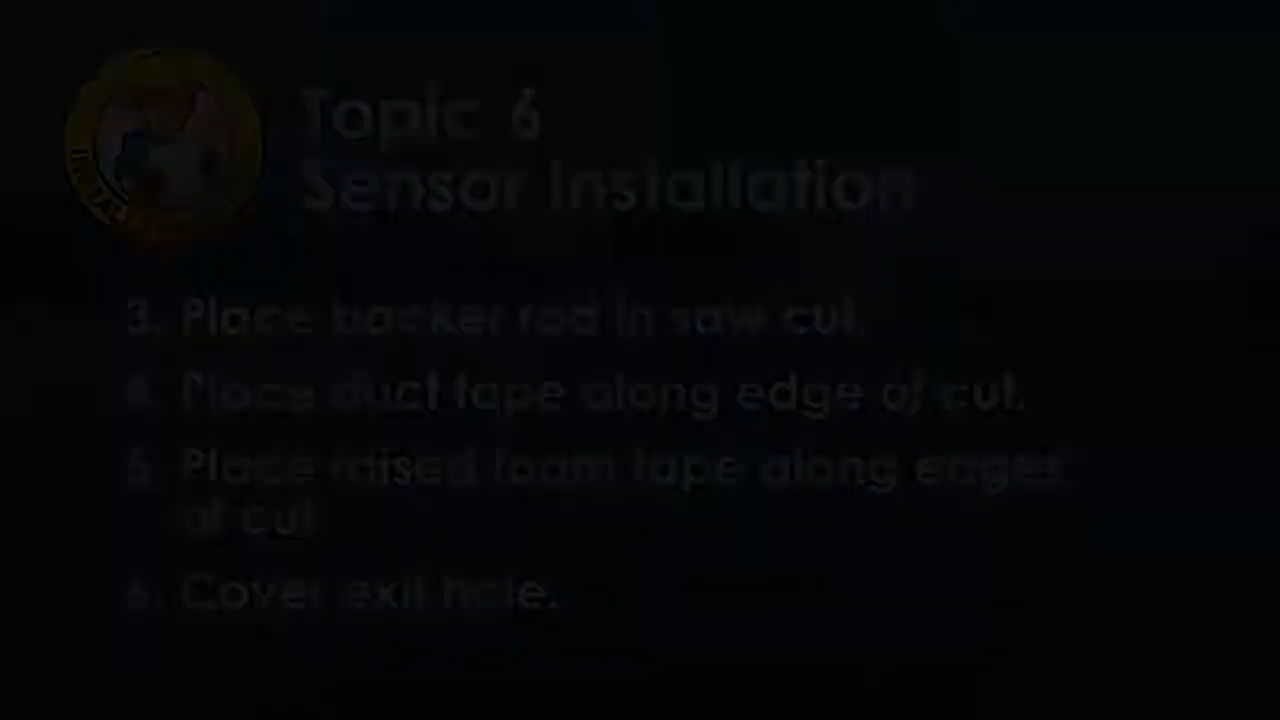 Topic 6
Sensor Installation
3. Place backer rod in saw cut.
4. Place duct tape along edge of cut.
5. Place raised foam tape along edges
of cut
6. Cover exit hole.